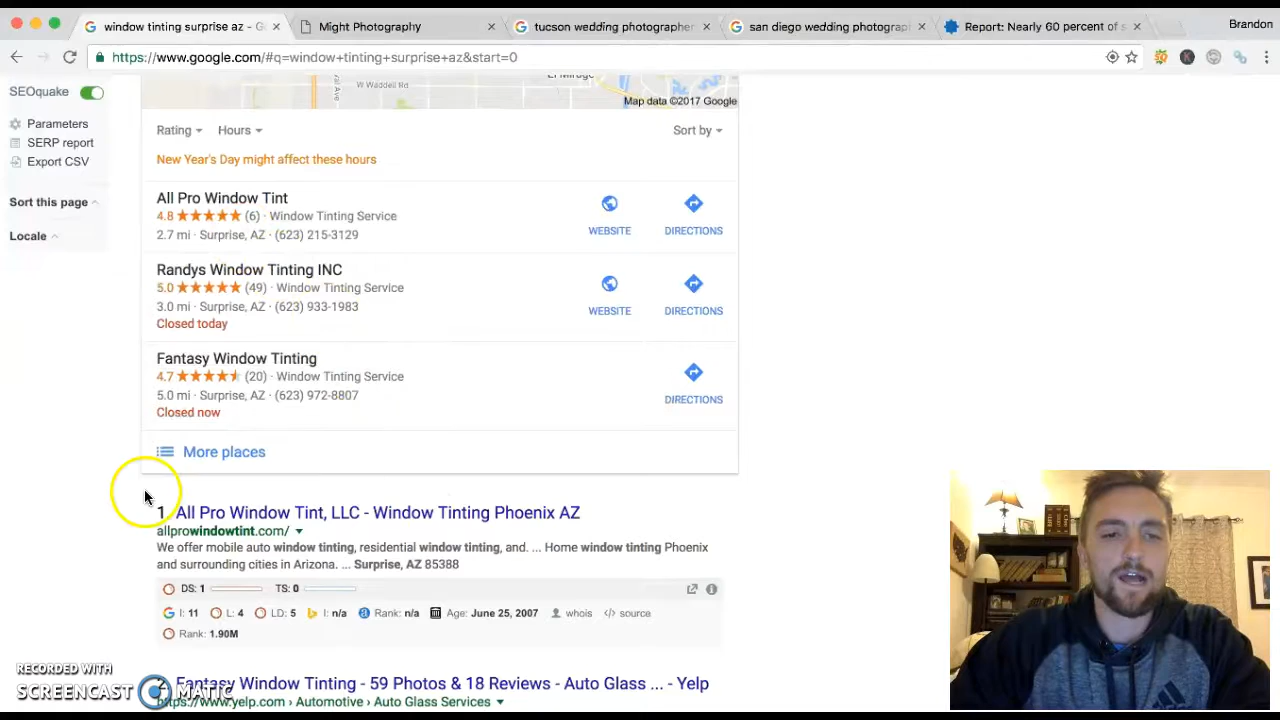 window tinting surprise az - G
Might Photography
tucson wedding photographer
san diego wedding photograp
Report: Nearly 60 percent of s
Brandon
https://www.google.com/#q=window+tinting+surprise+az&start=0
SEOquake
Parameters
SERP report
Export CSV
Sort this page
Locale
W Waddell Rd
El Mirage
Map data ©2017 Google
Rating
Hours
Sort by
New Year's Day might affect these hours
All Pro Window Tint
4.8 (6) · Window Tinting Service
2.7 mi · Surprise, AZ · (623) 215-3129
WEBSITE
DIRECTIONS
Randys Window Tinting INC
5.0 (49) · Window Tinting Service
3.0 mi · Surprise, AZ · (623) 933-1983
Closed today
WEBSITE
DIRECTIONS
Fantasy Window Tinting
4.7 (20) · Window Tinting Service
5.0 mi · Surprise, AZ · (623) 972-8807
Closed now
DIRECTIONS
More places
1. All Pro Window Tint, LLC - Window Tinting Phoenix AZ
allprowindowtint.com/
We offer mobile auto window tinting, residential window tinting, and. ... Home window tinting Phoenix
and surrounding cities in Arizona. ... Surprise, AZ 85388
DS: 1 TS: 0
I: 11 L: 4 LD: 5 I: n/a Rank: n/a Age: June 25, 2007 whois source
Rank: 1.90M
2. Fantasy Window Tinting - 59 Photos & 18 Reviews - Auto Glass ... - Yelp
https://www.yelp.com › Automotive › Auto Glass Services
RECORDED WITH
SCREENCAST MATIC